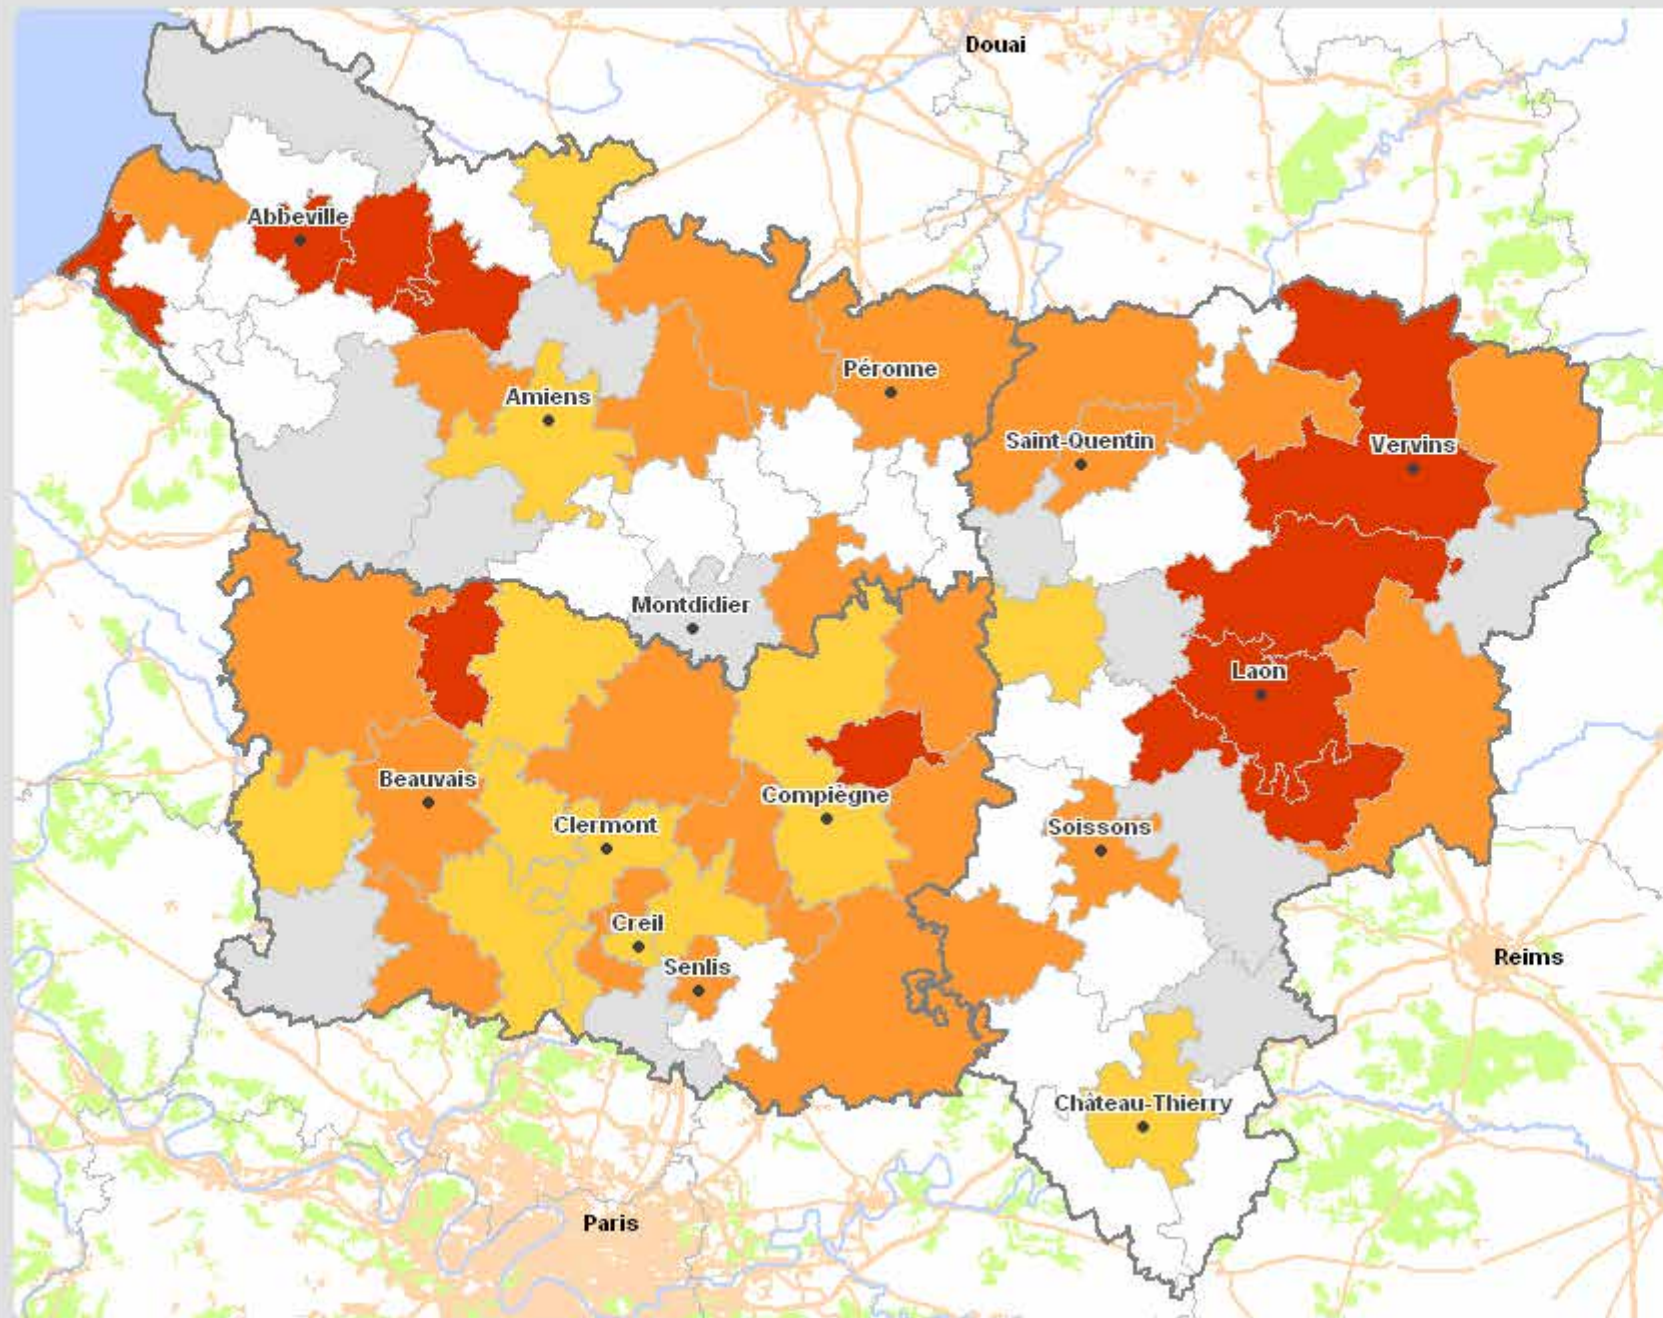 Douai
Abbeville
Péronne
Amiens
Saint-Quentin
Vervins
Montdidier
Laon
Beauvais
Compiègne
Clermont
Soissons
Creil
Senlis
Reims
Château-Thierry
Paris